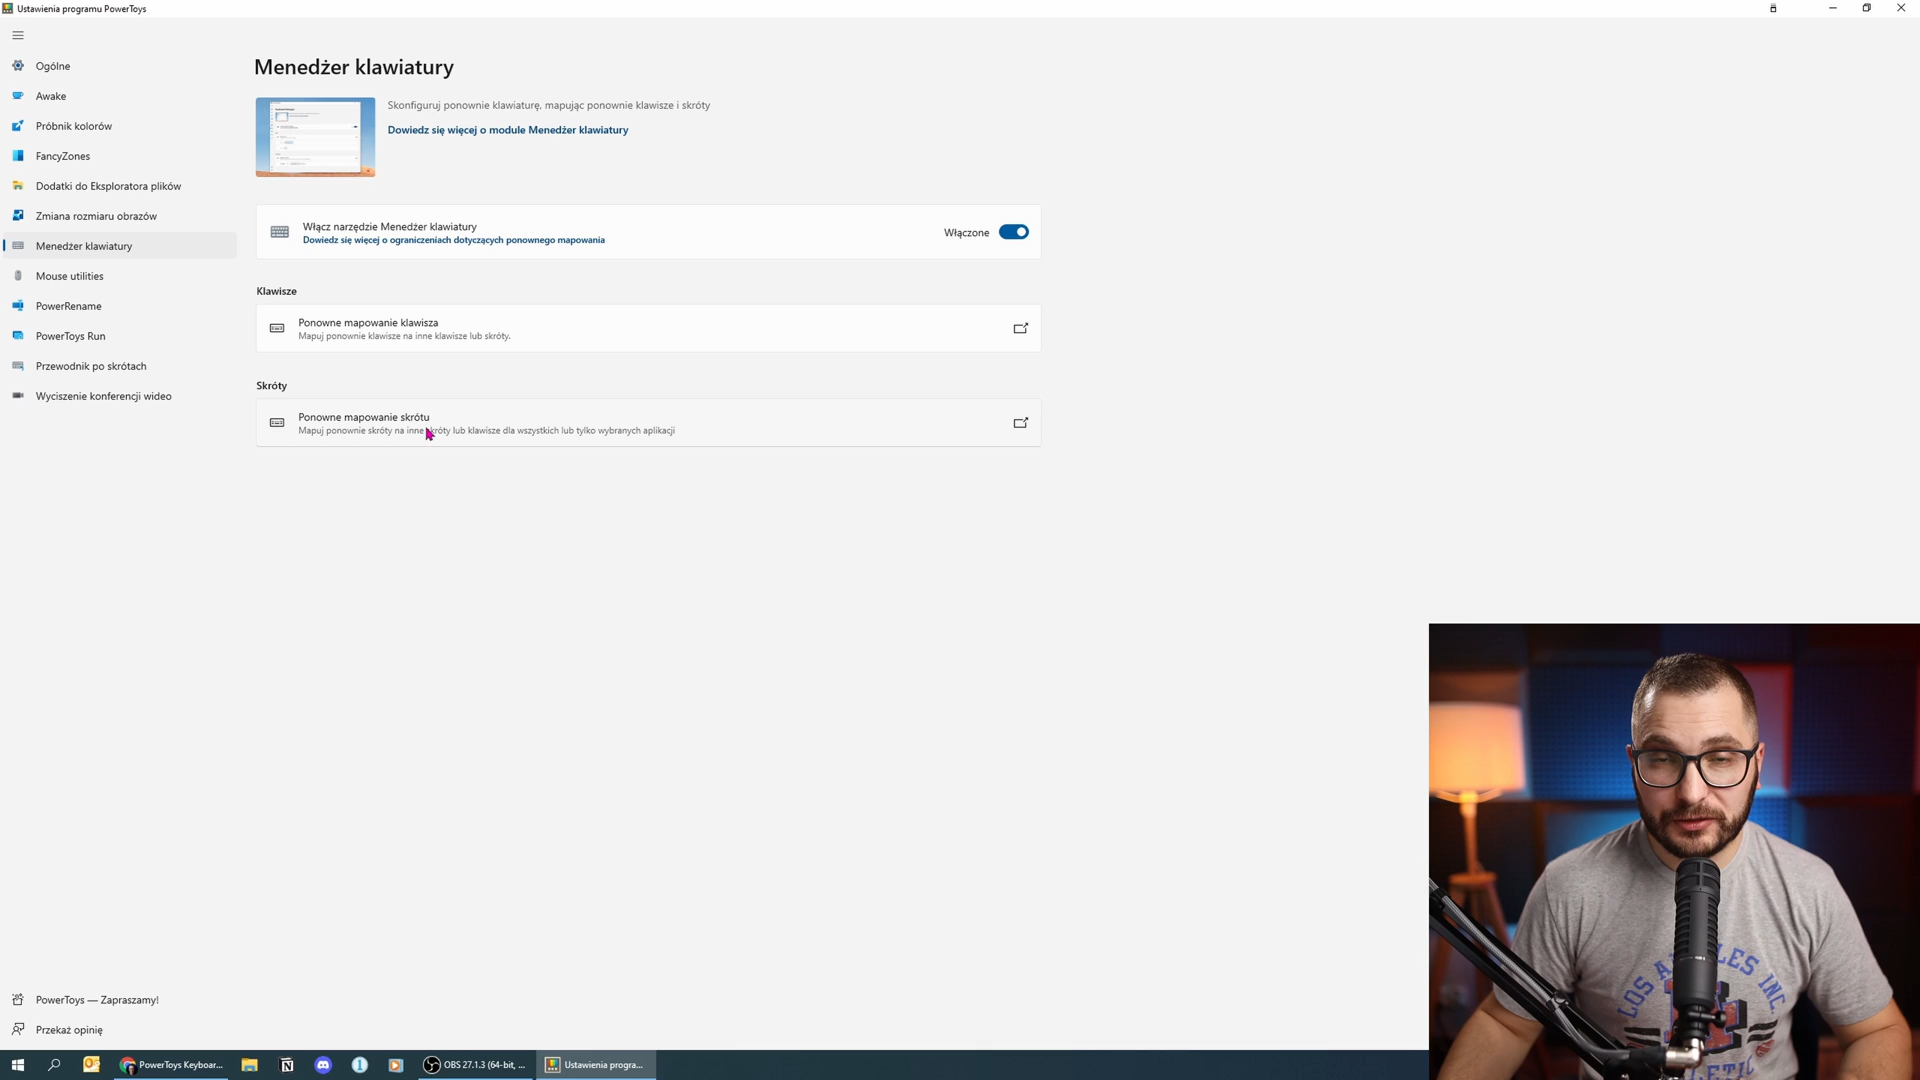 Ustawienia programu PowerToys
Ogólne
Awake
Próbnik kolorów
FancyZones
Dodatki do Eksploratora plików
Zmiana rozmiaru obrazów
Menedżer klawiatury
Mouse utilities
PowerRename
PowerToys Run
Przewodnik po skrótach
Wyciszenie konferencji wideo
PowerToys — Zapraszamy!
Przekaż opinię
Menedżer klawiatury
Skonfiguruj ponownie klawiaturę, mapując ponownie klawisze i skróty
Dowiedz się więcej o module Menedżer klawiatury
Włącz narzędzie Menedżer klawiatury
Dowiedz się więcej o ograniczeniach dotyczących ponownego mapowania
Włączone
Klawisze
Ponowne mapowanie klawisza
Mapuj ponownie klawisze na inne klawisze lub skróty.
Skróty
Ponowne mapowanie skrótu
Mapuj ponownie skróty na inne skróty lub klawisze dla wszystkich lub tylko wybranych aplikacji
PowerToys Keyboar...
OBS 27.1.3 (64-bit, ...
Ustawienia progra...
LOS A LES INC.